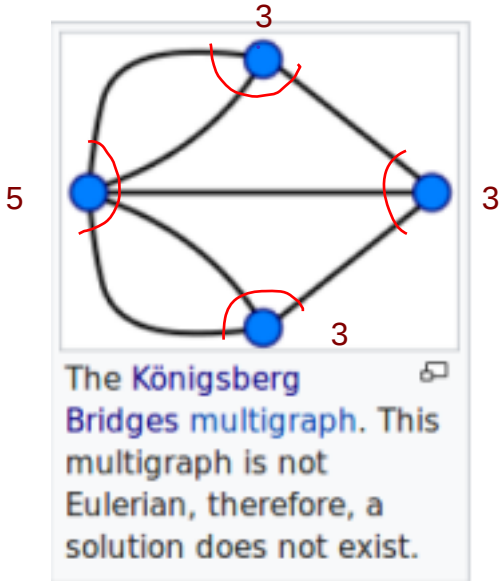 3
5
3
3
The Königsberg
Bridges multigraph. This
multigraph is not
Eulerian, therefore, a
solution does not exist.